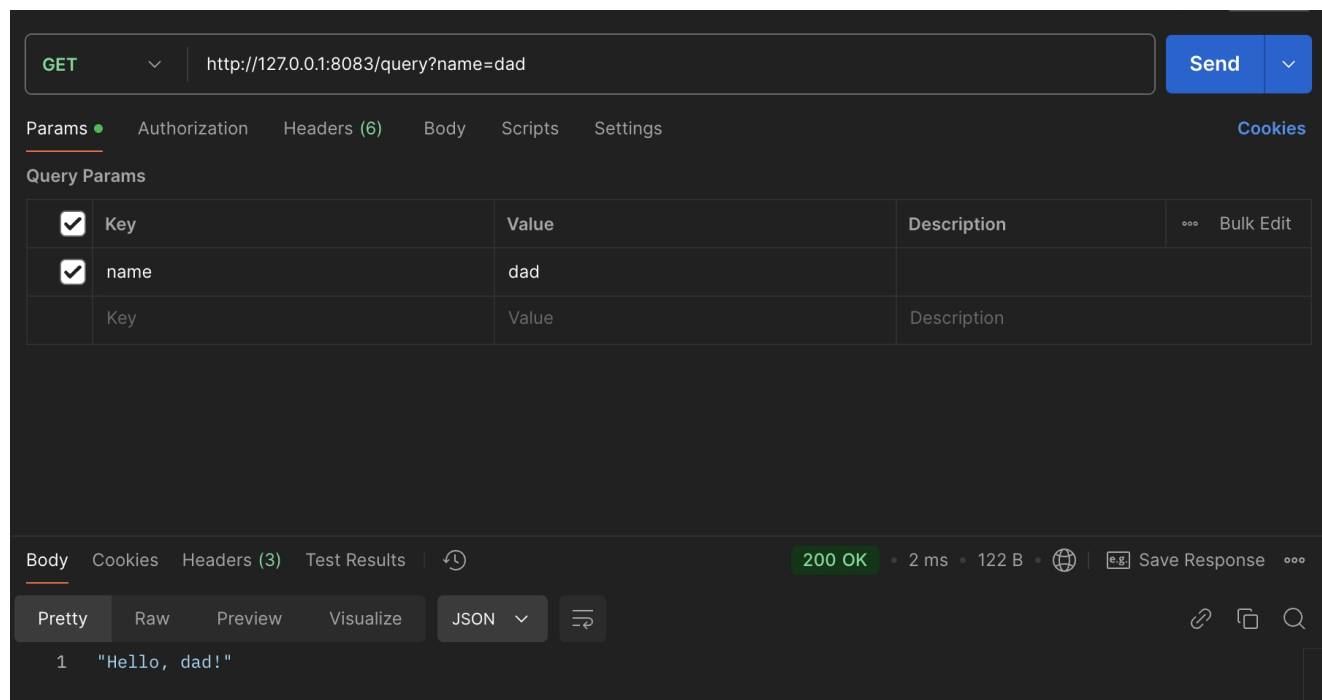 GET http://127.0.0.1:8083/query?name=dad Send
Params Authorization Headers (6) Body Scripts Settings Cookies
Query Params
Key Value Description Bulk Edit
name dad
Key Value Description
Body Cookies Headers (3) Test Results 200 OK • 2 ms • 122 B • e.g. Save Response
Pretty Raw Preview Visualize JSON
1 "Hello, dad!"